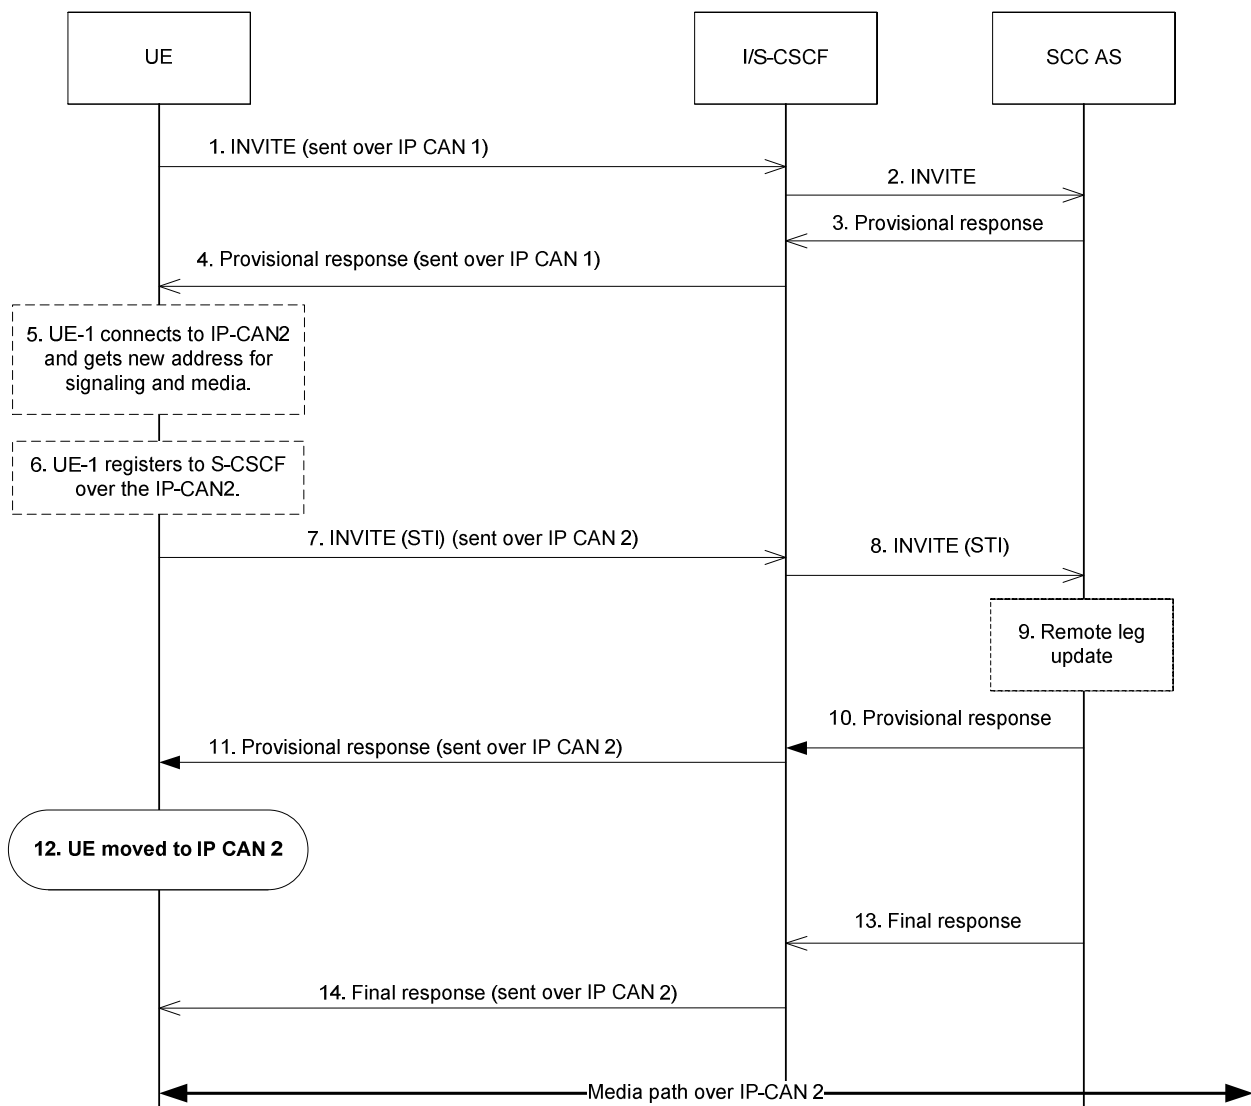 UE
I/S-CSCF
SCC AS
1. INVITE (sent over IP CAN 1)
2. INVITE
3. Provisional response
4. Provisional response (sent over IP CAN 1)
5. UE-1 connects to IP-CAN2
and gets new address for
signaling and media.
6. UE-1 registers to S-CSCF
over the IP-CAN2.
7. INVITE (STI) (sent over IP CAN 2)
8. INVITE (STI)
9. Remote leg
update
10. Provisional response
11. Provisional response (sent over IP CAN 2)
12. UE moved to IP CAN 2
13. Final response
14. Final response (sent over IP CAN 2)
Media path over IP-CAN 2